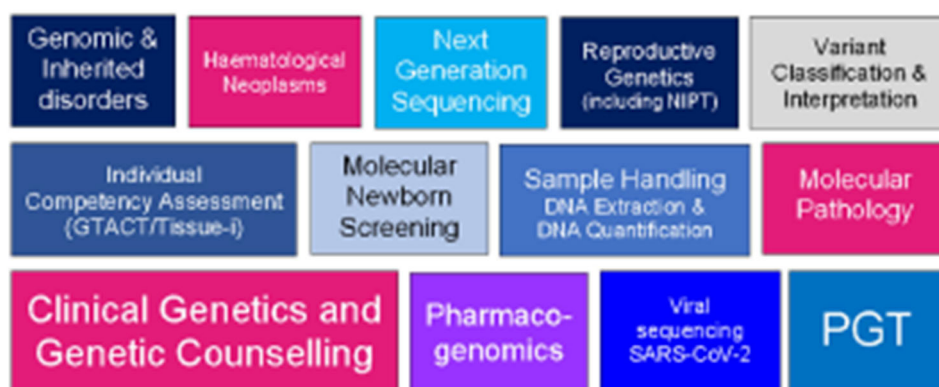 Genomic &
Inherited
disorders
Haematological
Neoplasms
Next
Generation
Sequencing
Reproductive
Genetics
(including NIPT)
Variant
Classification &
Interpretation
Individual
Competency Assessment
(GTACT/Tissue-i)
Molecular
Newborn
Screening
Sample Handling
DNA Extraction &
DNA Quantification
Molecular
Pathology
Clinical Genetics and
Genetic Counselling
Pharmaco-
genomics
Viral
sequencing
SARS-CoV-2
PGT